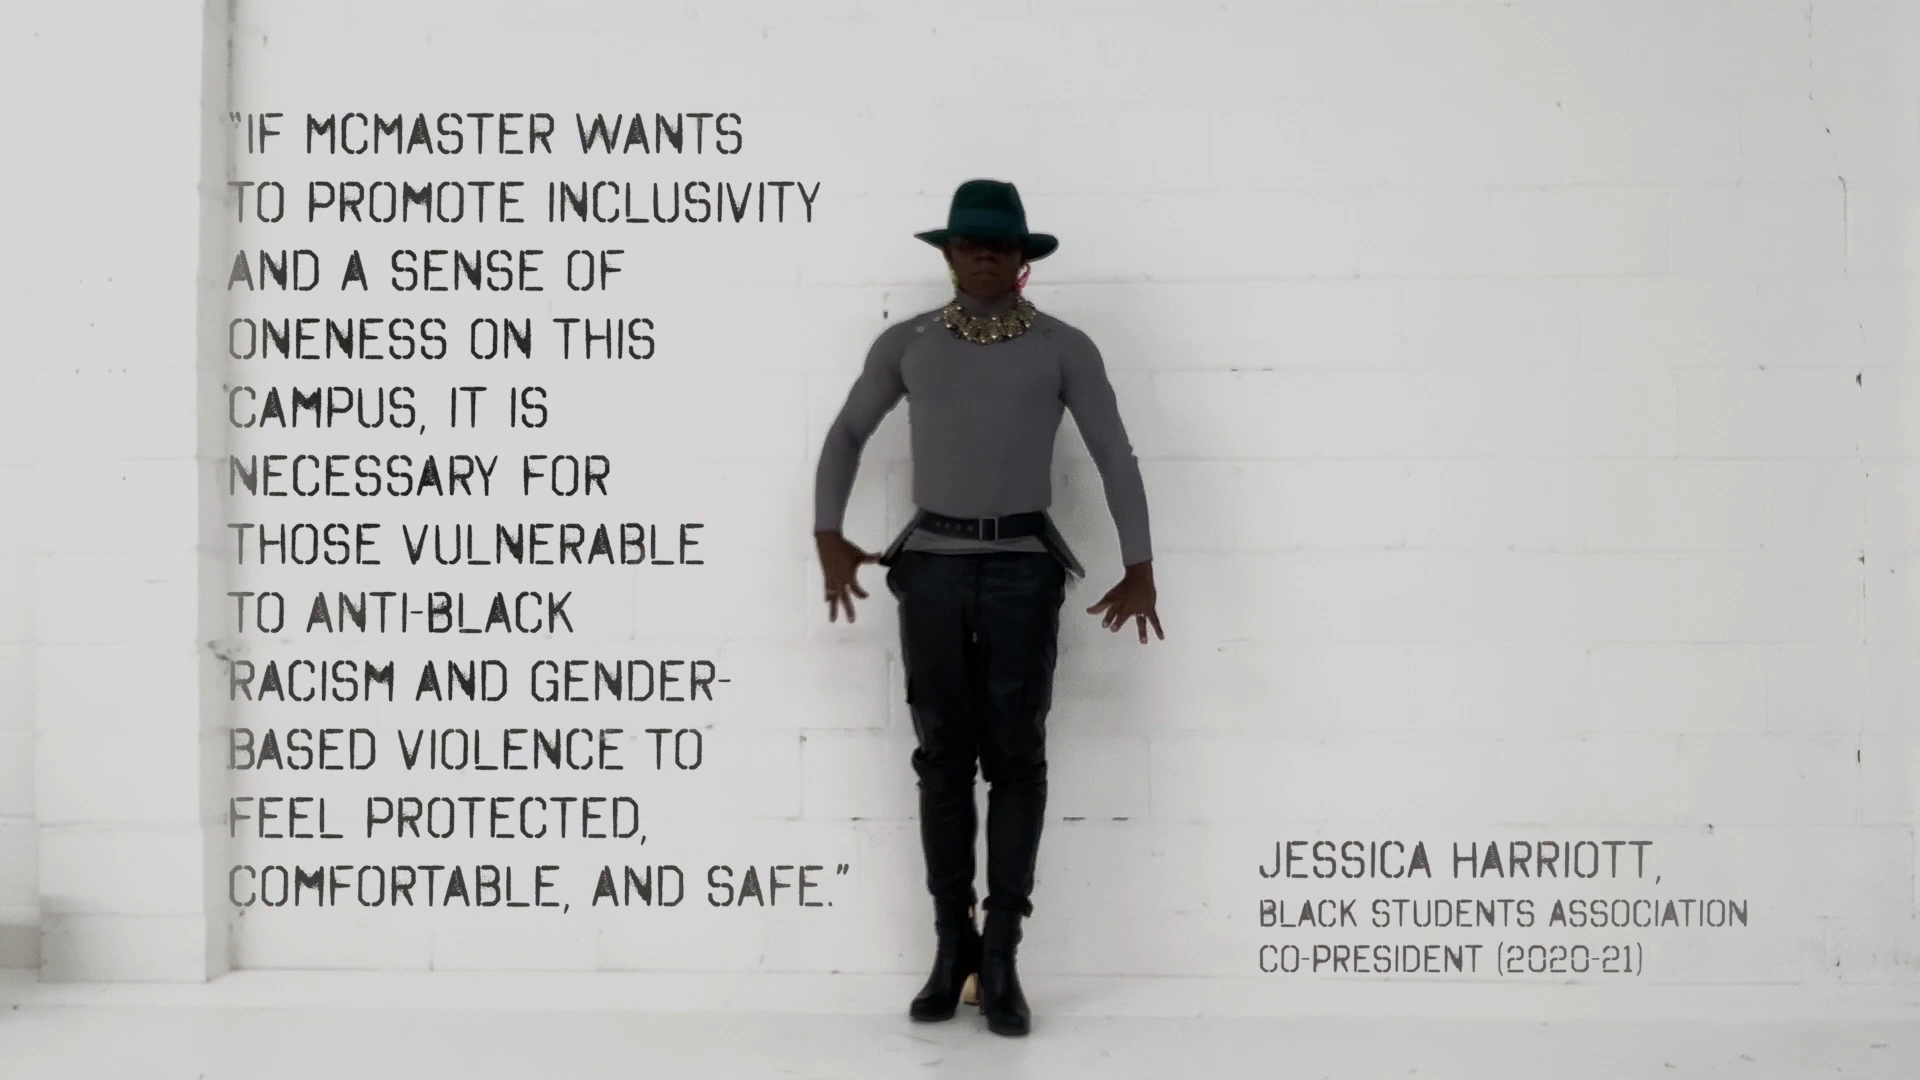 "IF MCMASTER WANTS
TO PROMOTE INCLUSIVITY
AND A SENSE OF
ONENESS ON THIS
CAMPUS, IT IS
NECESSARY FOR
THOSE VULNERABLE
TO ANTI-BLACK
RACISM AND GENDER-
BASED VIOLENCE TO
FEEL PROTECTED,
COMFORTABLE, AND SAFE."
JESSICA HARRIOTT,
BLACK STUDENTS ASSOCIATION
CO-PRESIDENT (2020-21)